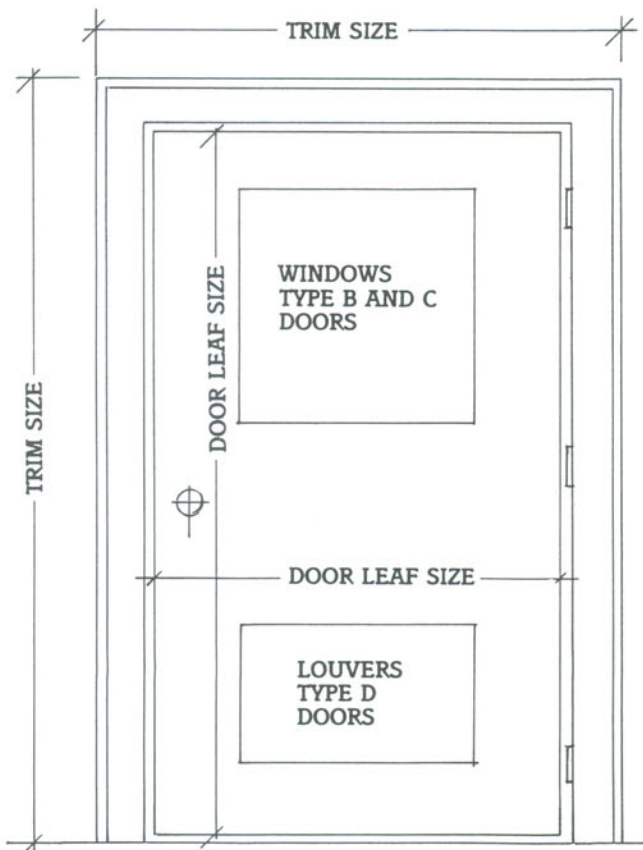 TRIM SIZE
WINDOWS
TYPE B AND C
DOORS
DOOR LEAF SIZE
TRIM SIZE
DOOR LEAF SIZE
LOUVERS
TYPE D
DOORS